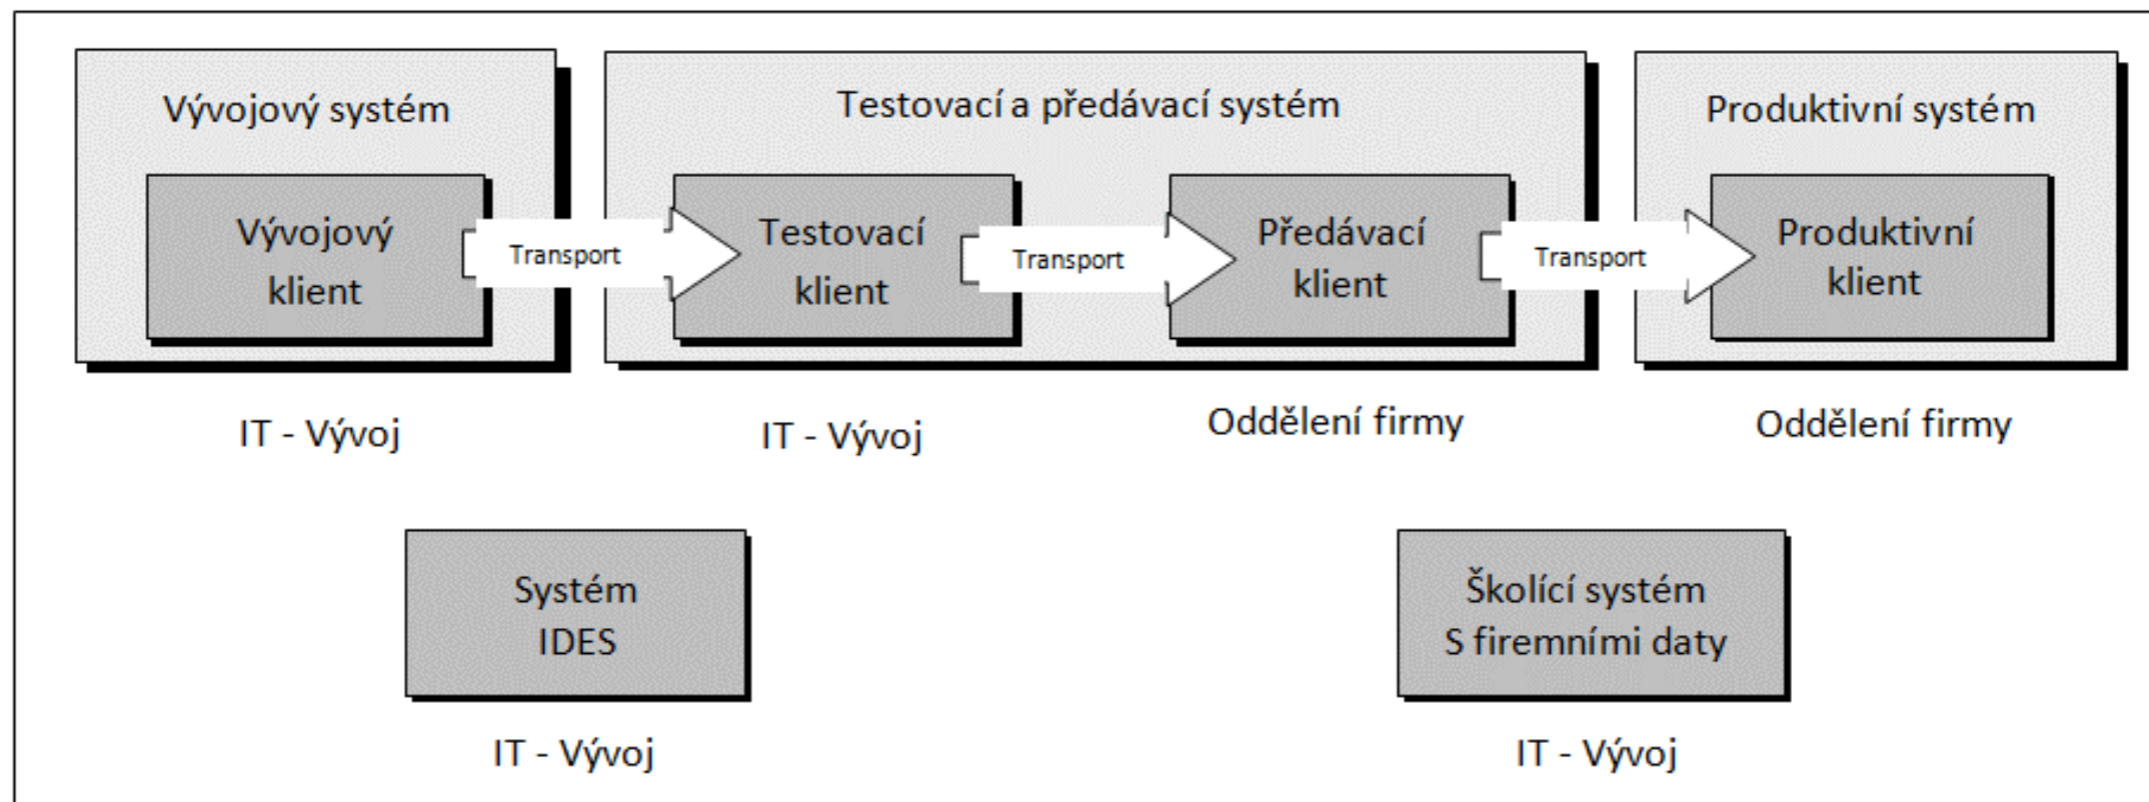 Vývojový systém
Vývojový
klient
Transport
Testovací a předávací systém
Testovací
klient
Transport
Předávací
klient
Transport
Produktivní systém
Produktivní
klient
IT - Vývoj
IT - Vývoj
Oddělení firmy
Oddělení firmy
Systém
IDES
IT - Vývoj
Školící systém
S firemními daty
IT - Vývoj